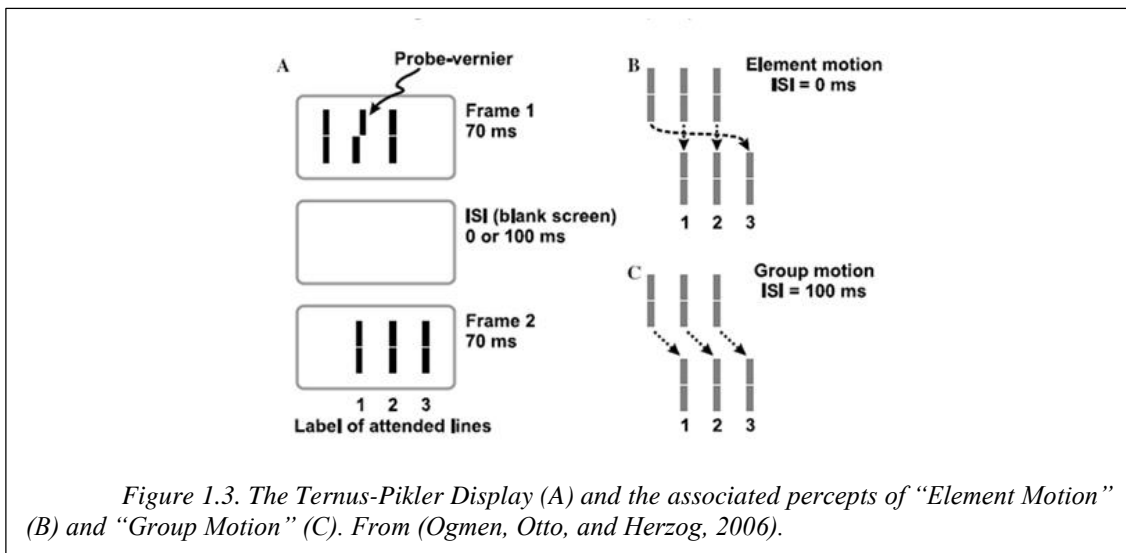 A
Probe-vernier
Frame 1
70 ms
ISI (blank screen)
0 or 100 ms
Frame 2
70 ms
1 2 3
Label of attended lines
B
Element motion
ISI = 0 ms
1 2 3
C
Group motion
ISI = 100 ms
1 2 3
Figure 1.3. The Ternus-Pikler Display (A) and the associated percepts of “Element Motion”
(B) and “Group Motion” (C). From (Ogmen, Otto, and Herzog, 2006).